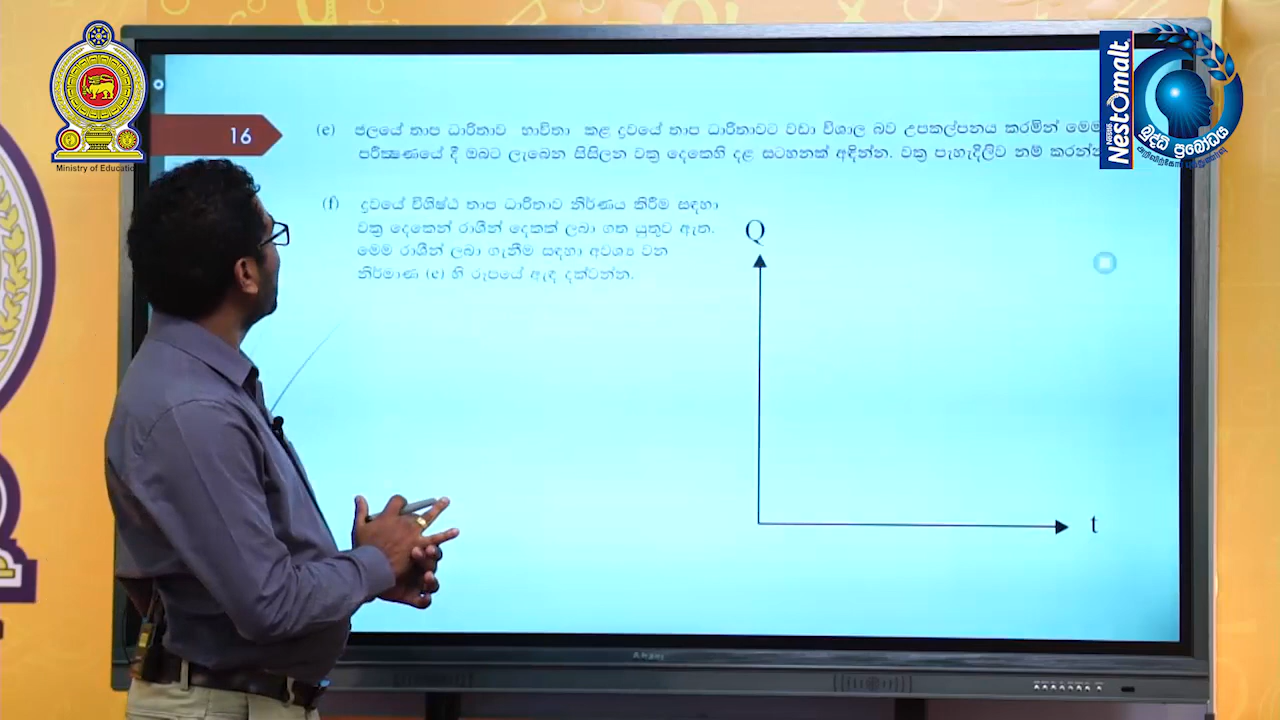 Ministry of Education
16
(e) ජලයේ තාප ධාරිතාව භාවිතා කළ ද්‍රවයේ තාප ධාරිතාවට වඩා විශාල බව උපකල්පනය කරමින් මෙම
පරීක්‍ෂණයේ දී ඔබට ලැබෙන සිසිලන වක්‍ර දෙකෙහි දළ සටහනක් අඳින්න. වක්‍ර පැහැදිලිව නම් කරන්න
(f) ද්‍රවයේ විශිෂ්ඨ තාප ධාරිතාව නිර්ණය කිරීම සඳහා
වක්‍ර දෙකෙන් රාශීන් දෙකක් ලබා ගත යුතුව ඇත.
මෙම රාශීන් ලබා ගැනීම සඳහා අවශ්‍ය වන
නිර්මාණ (e) හි රූපයේ ඇඳ දක්වන්න.
Q
t
Nestomalt
බුද්ධි ප්‍රබෝධය